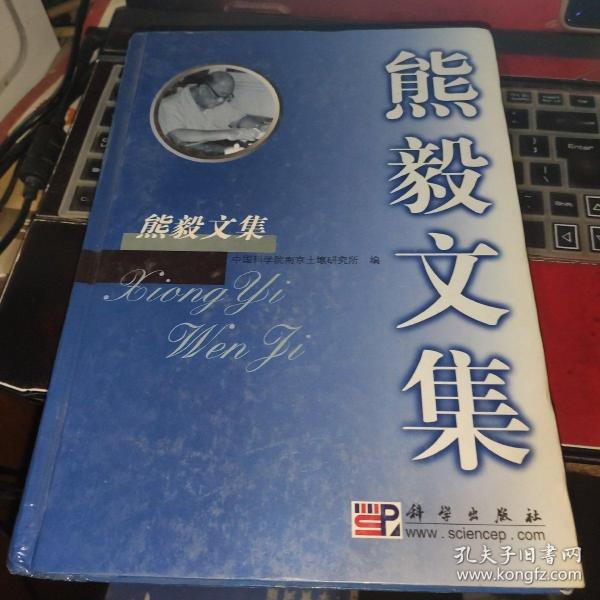 熊毅文集
熊毅文集
中国科学院南京土壤研究所 编
Xiong Yi
Wen Ji
SP
科学出版社
www.sciencep.com
Enter
孔夫子旧书网
www.kongfz.com